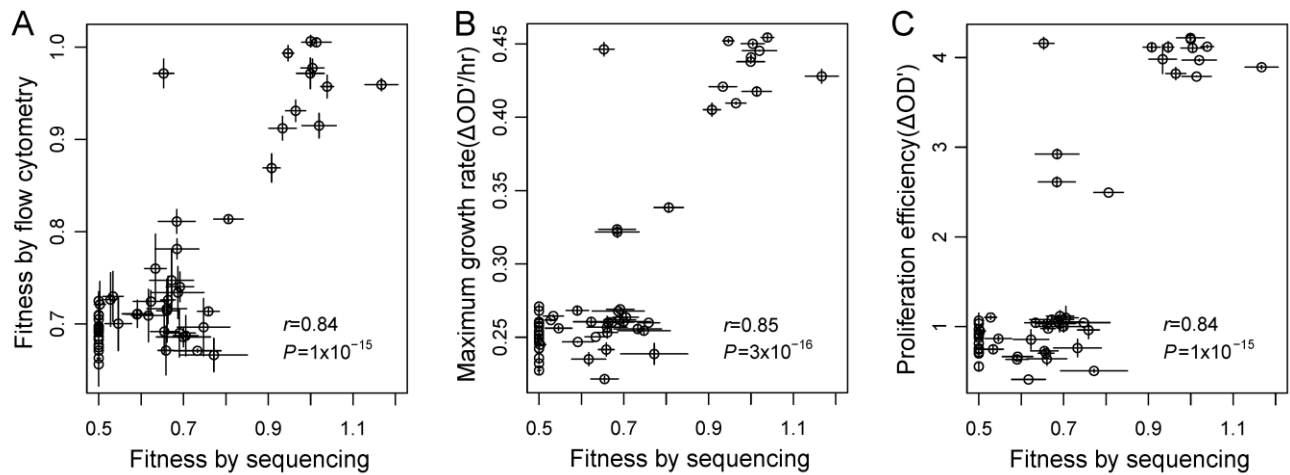 A
Fitness by flow cytometry
1.0
0.9
0.8
0.7
r=0.84
P=1x10⁻¹⁵
0.5 0.7 0.9 1.1
Fitness by sequencing
B
Maximum growth rate(ΔOD'/hr)
0.45
0.40
0.35
0.30
0.25
r=0.85
P=3x10⁻¹⁶
0.5 0.7 0.9 1.1
Fitness by sequencing
C
Proliferation efficiency(ΔOD')
4
3
2
1
r=0.84
P=1x10⁻¹⁵
0.5 0.7 0.9 1.1
Fitness by sequencing